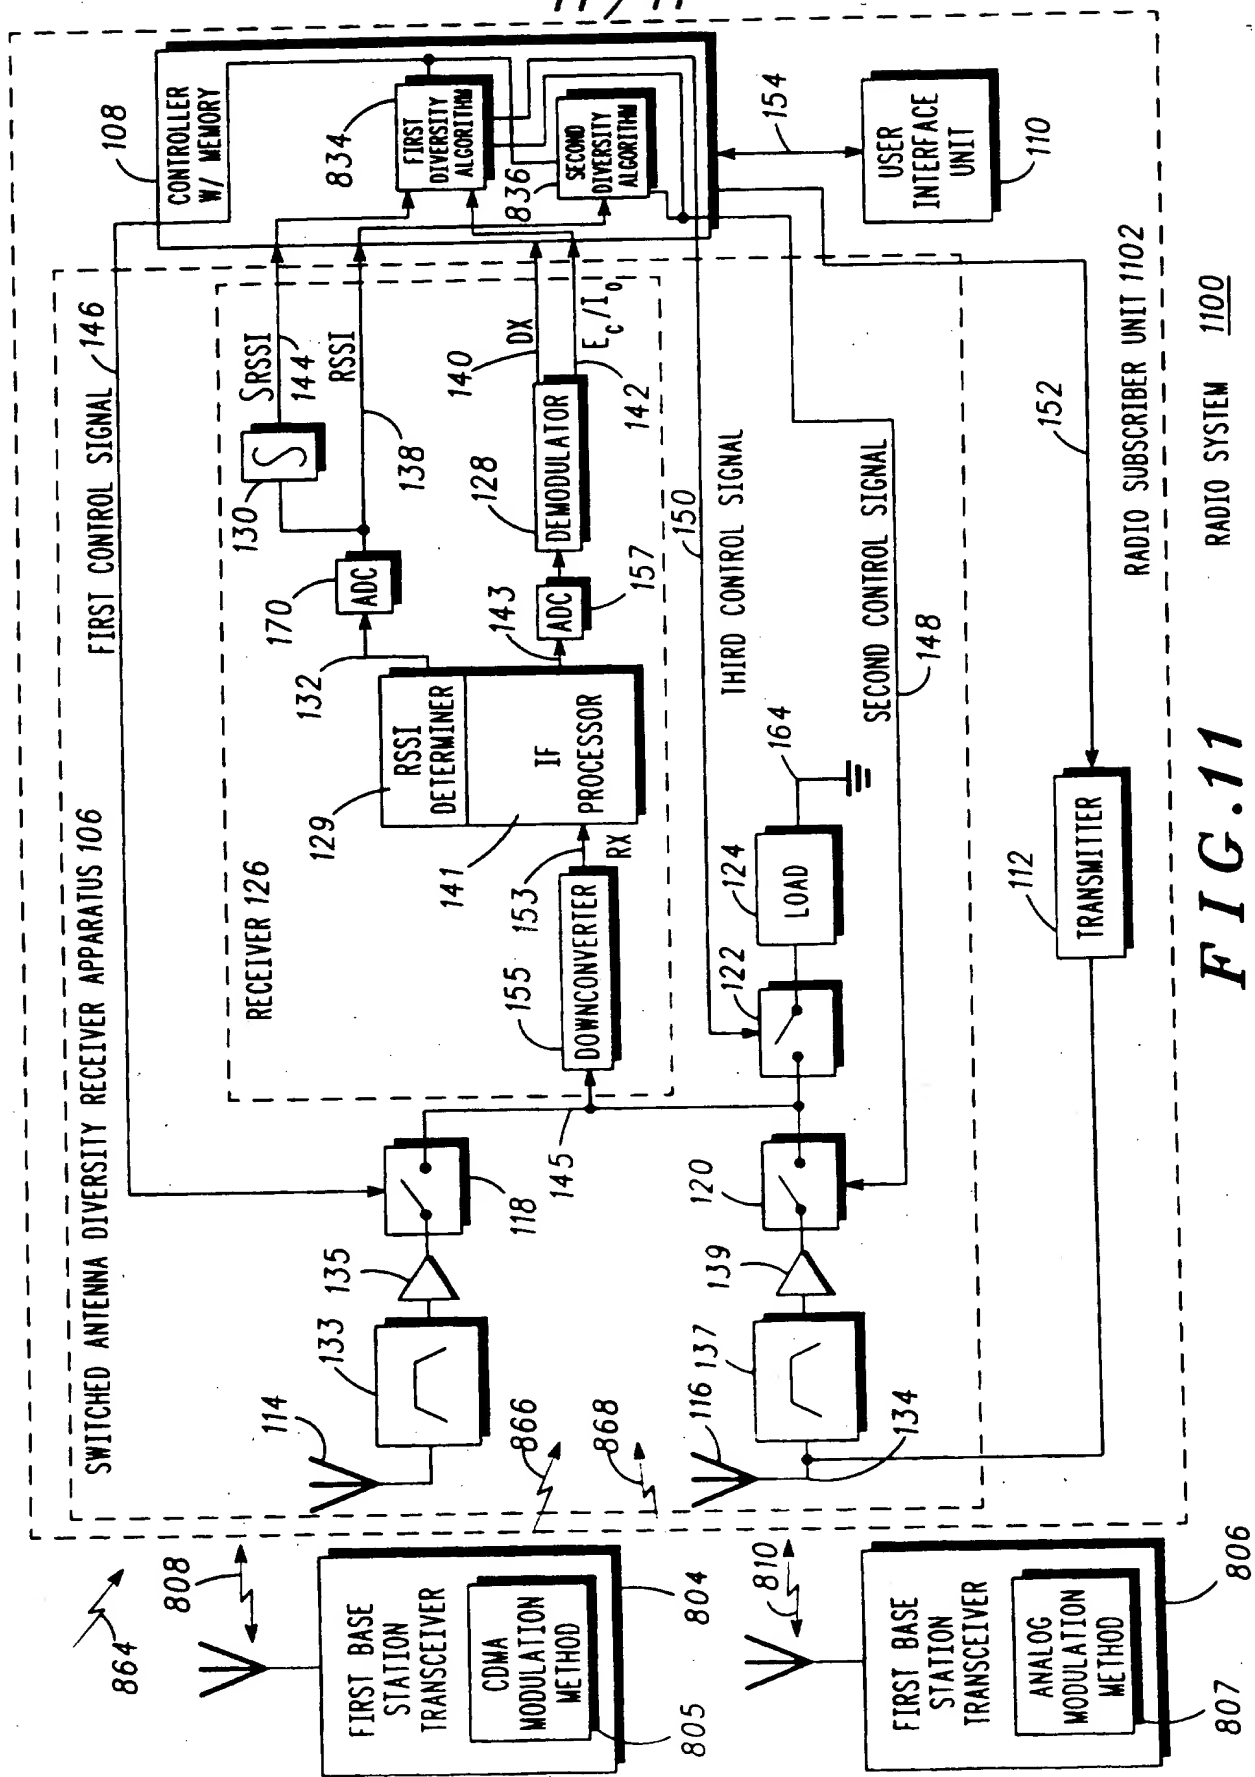 11/11
864
808
FIRST BASE
STATION
TRANSCEIVER
CDMA
MODULATION
METHOD
804
805
810
FIRST BASE
STATION
TRANSCEIVER
ANALOG
MODULATION
METHOD
806
807
866
868
SWITCHED ANTENNA DIVERSITY RECEIVER APPARATUS 106
FIRST CONTROL SIGNAL
146
114
133
135
118
116
137
134
139
120
145
122
LOAD
124
164
RECEIVER 126
DOWNCONVERTER
155
153
RX
RSSI
DETERMINER
129
IF
PROCESSOR
141
132
143
ADC
170
ADC
157
130
∫
SRSSI
144
RSSI
138
DEMODULATOR
128
140
DX
Ec/Io
142
150
THIRD CONTROL SIGNAL
SECOND CONTROL SIGNAL
148
108
CONTROLLER
W/ MEMORY
834
FIRST
DIVERSITY
ALGORITHM
836
SECOND
DIVERSITY
ALGORITHM
154
USER
INTERFACE
UNIT
110
152
TRANSMITTER
112
RADIO SUBSCRIBER UNIT 1102
RADIO SYSTEM 1100
FIG.11